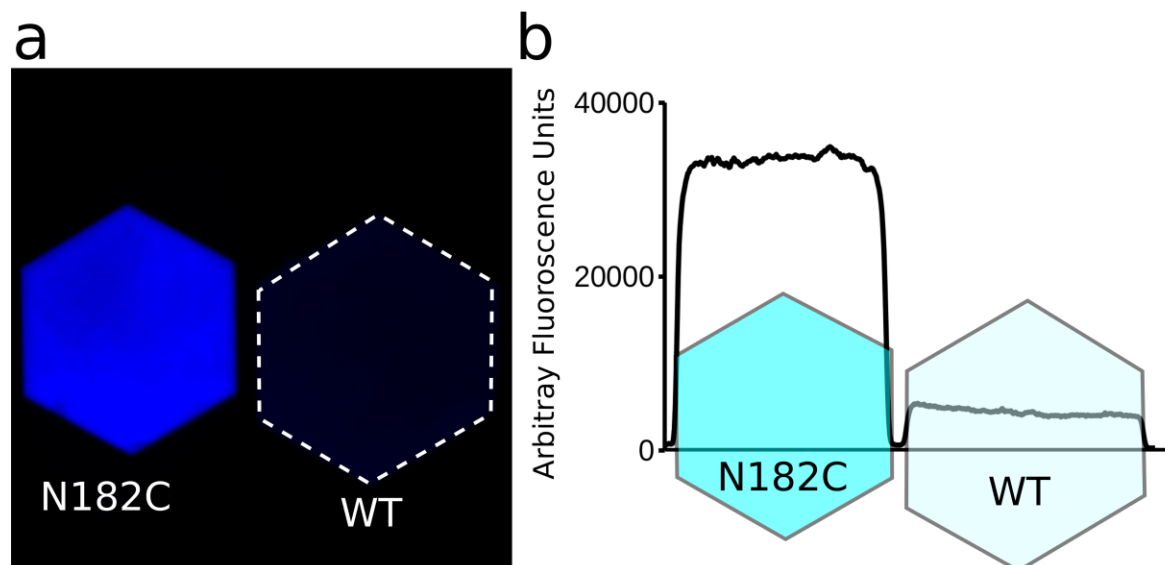 a
N182C
WT
b
Arbitray Fluoroscence Units
40000
20000
0
N182C
WT